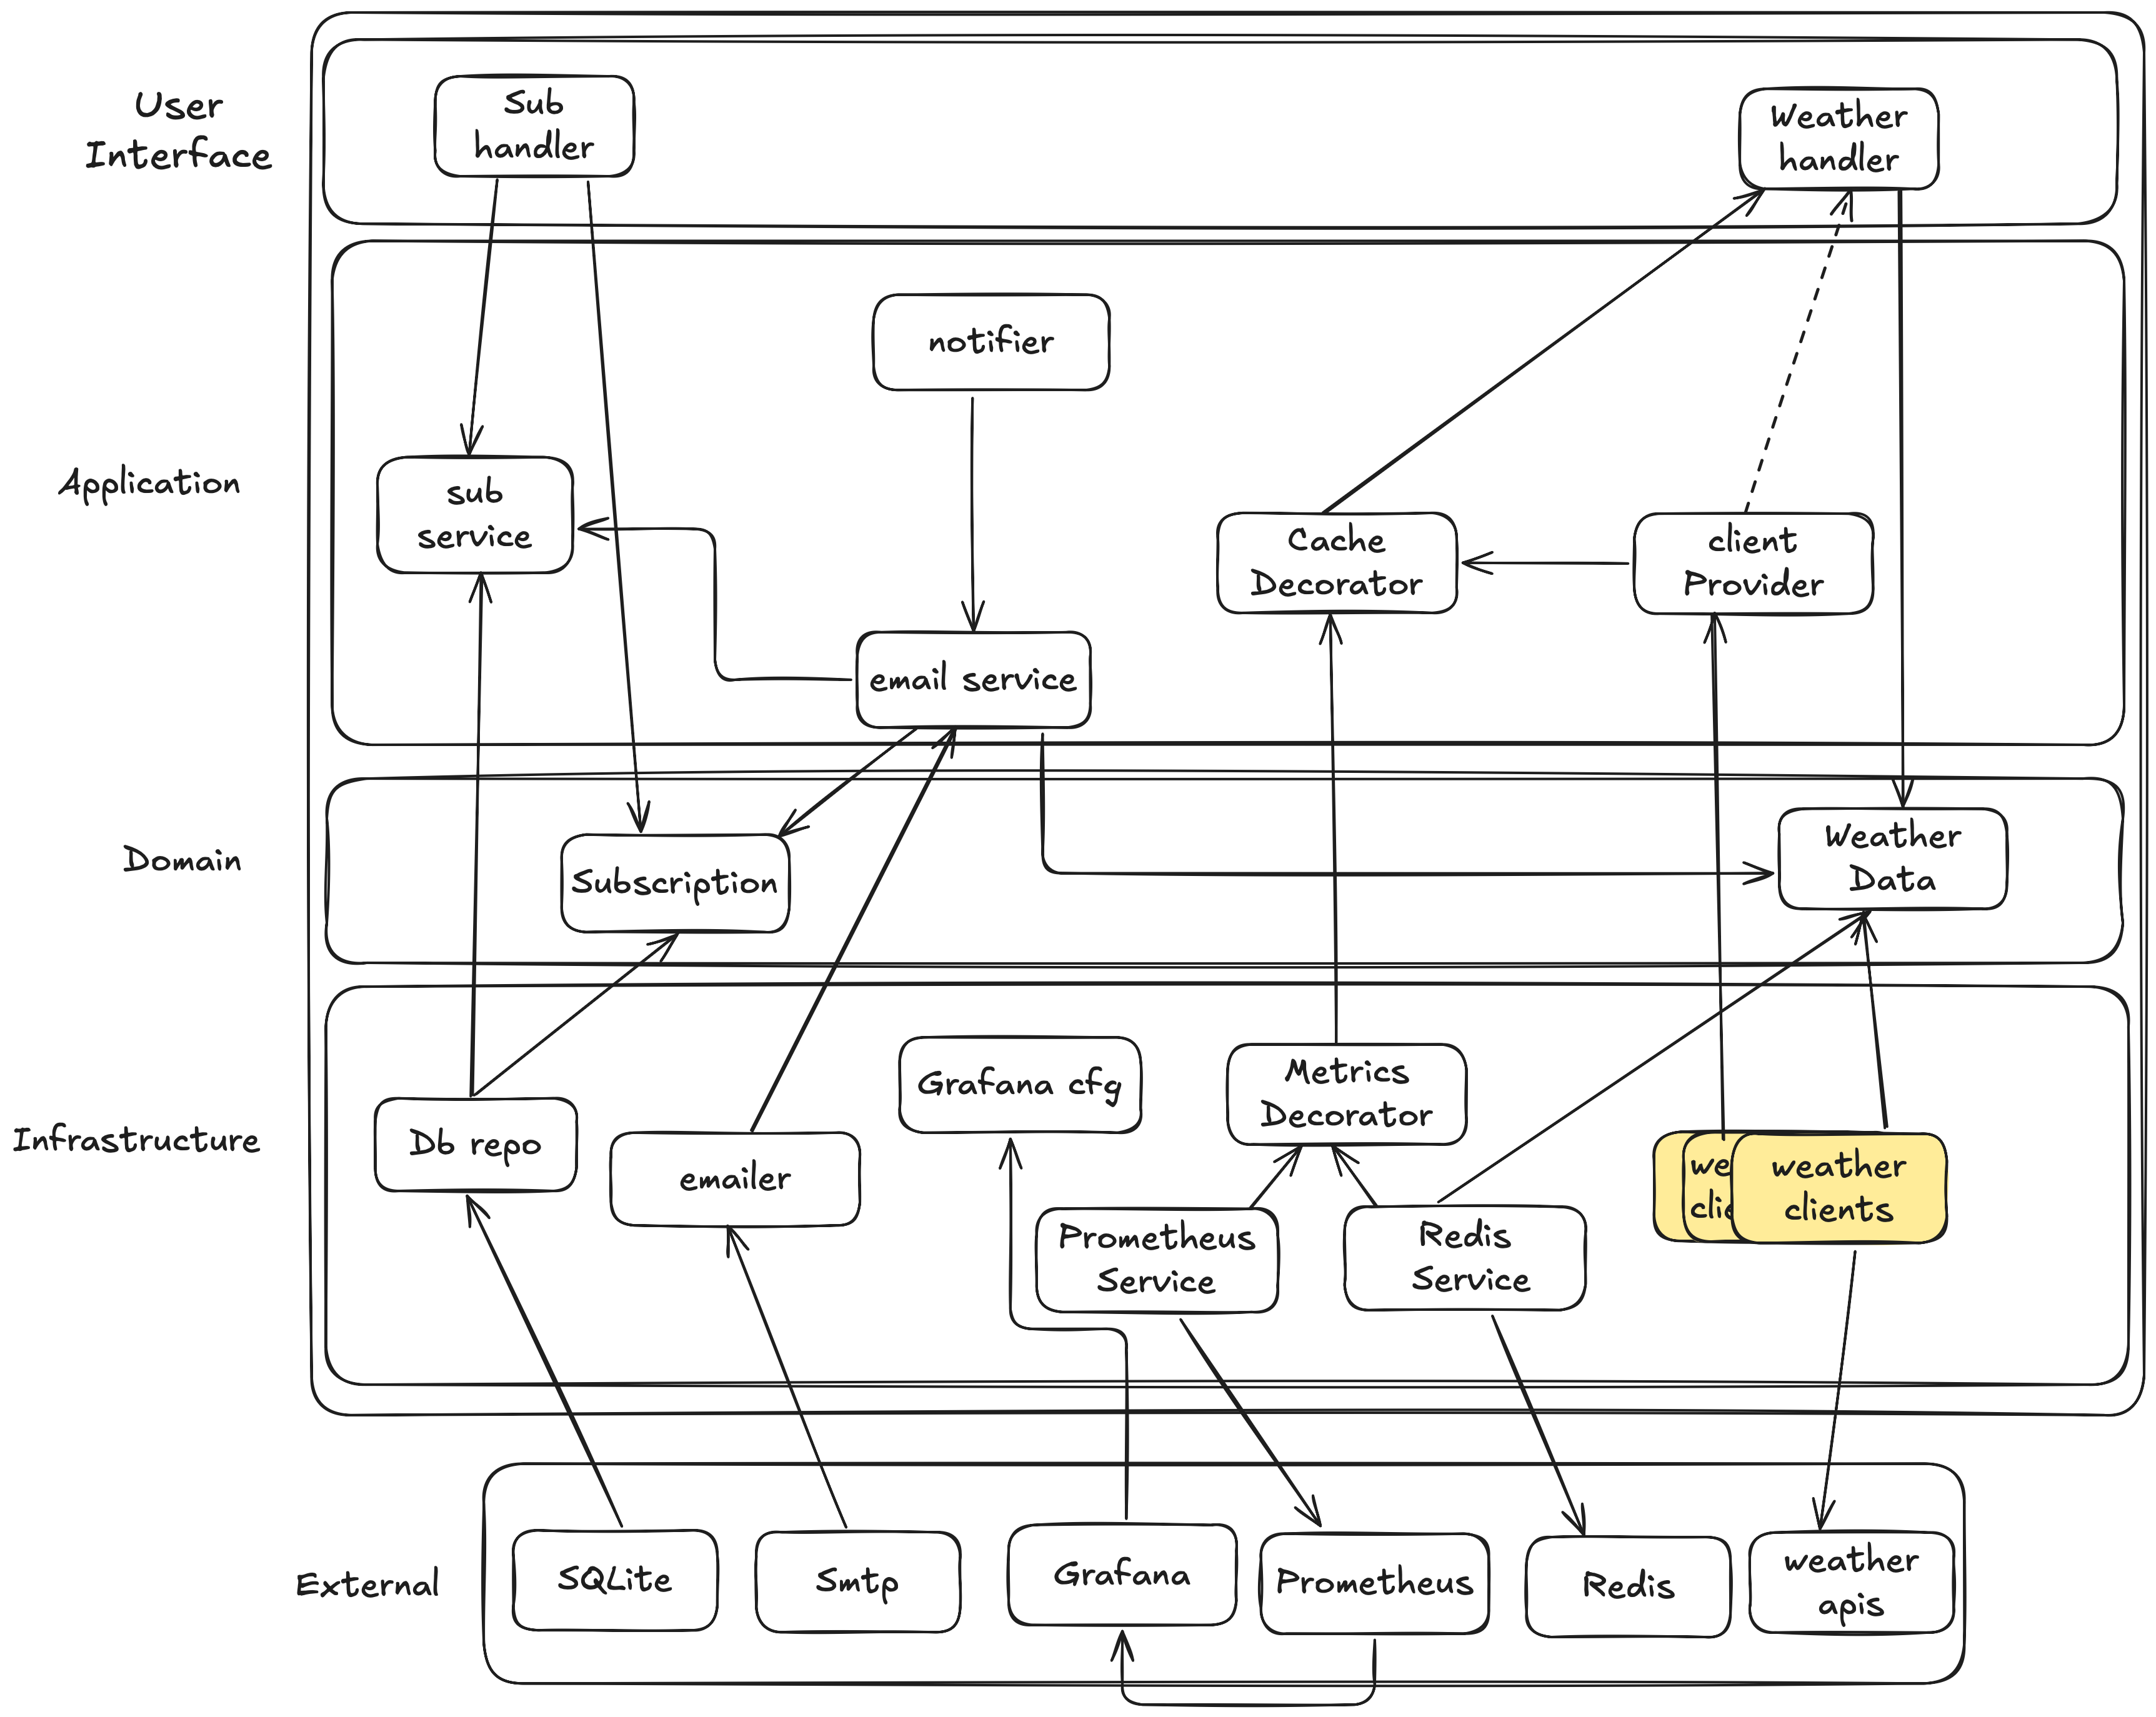 User
Interface
Sub
handler
Weather
handler
Application
notifier
sub
service
Cache
Decorator
client
Provider
email service
Domain
Subscription
Weather
Data
Infrastructure
Db repo
emailer
Grafana cfg
Metrics
Decorator
Prometheus
Service
Redis
Service
we
clie
weather
clients
External
SQLite
Smtp
Grafana
Prometheus
Redis
weather
apis